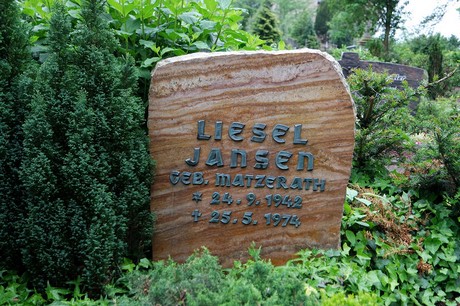 LIESEL
JANSEN
GEB. MATZERATH
* 24.9.1942
† 25.5.1974